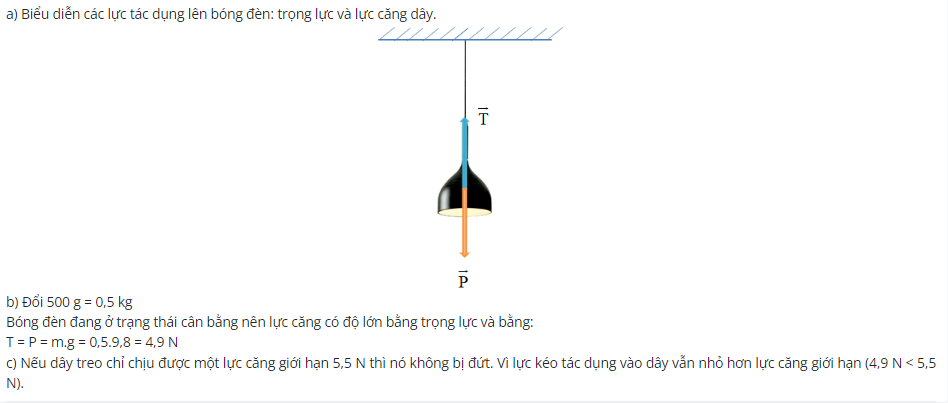 a) Biểu diễn các lực tác dụng lên bóng đèn: trọng lực và lực căng dây.
T
P
b) Đổi 500 g = 0,5 kg
Bóng đèn đang ở trạng thái cân bằng nên lực căng có độ lớn bằng trọng lực và bằng:
T = P = m.g = 0,5.9,8 = 4,9 N
c) Nếu dây treo chỉ chịu được một lực căng giới hạn 5,5 N thì nó không bị đứt. Vì lực kéo tác dụng vào dây vẫn nhỏ hơn lực căng giới hạn (4,9 N < 5,5
N).